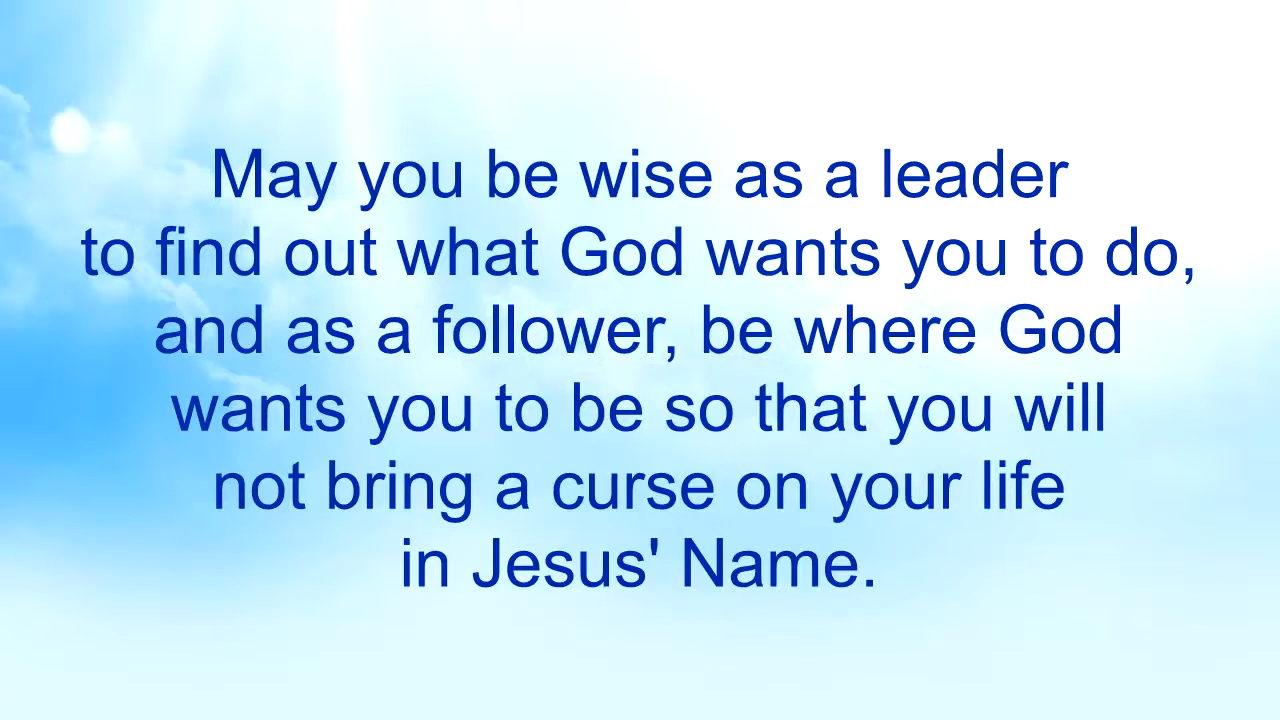 May you be wise as a leader
to find out what God wants you to do,
and as a follower, be where God
wants you to be so that you will
not bring a curse on your life
in Jesus' Name.